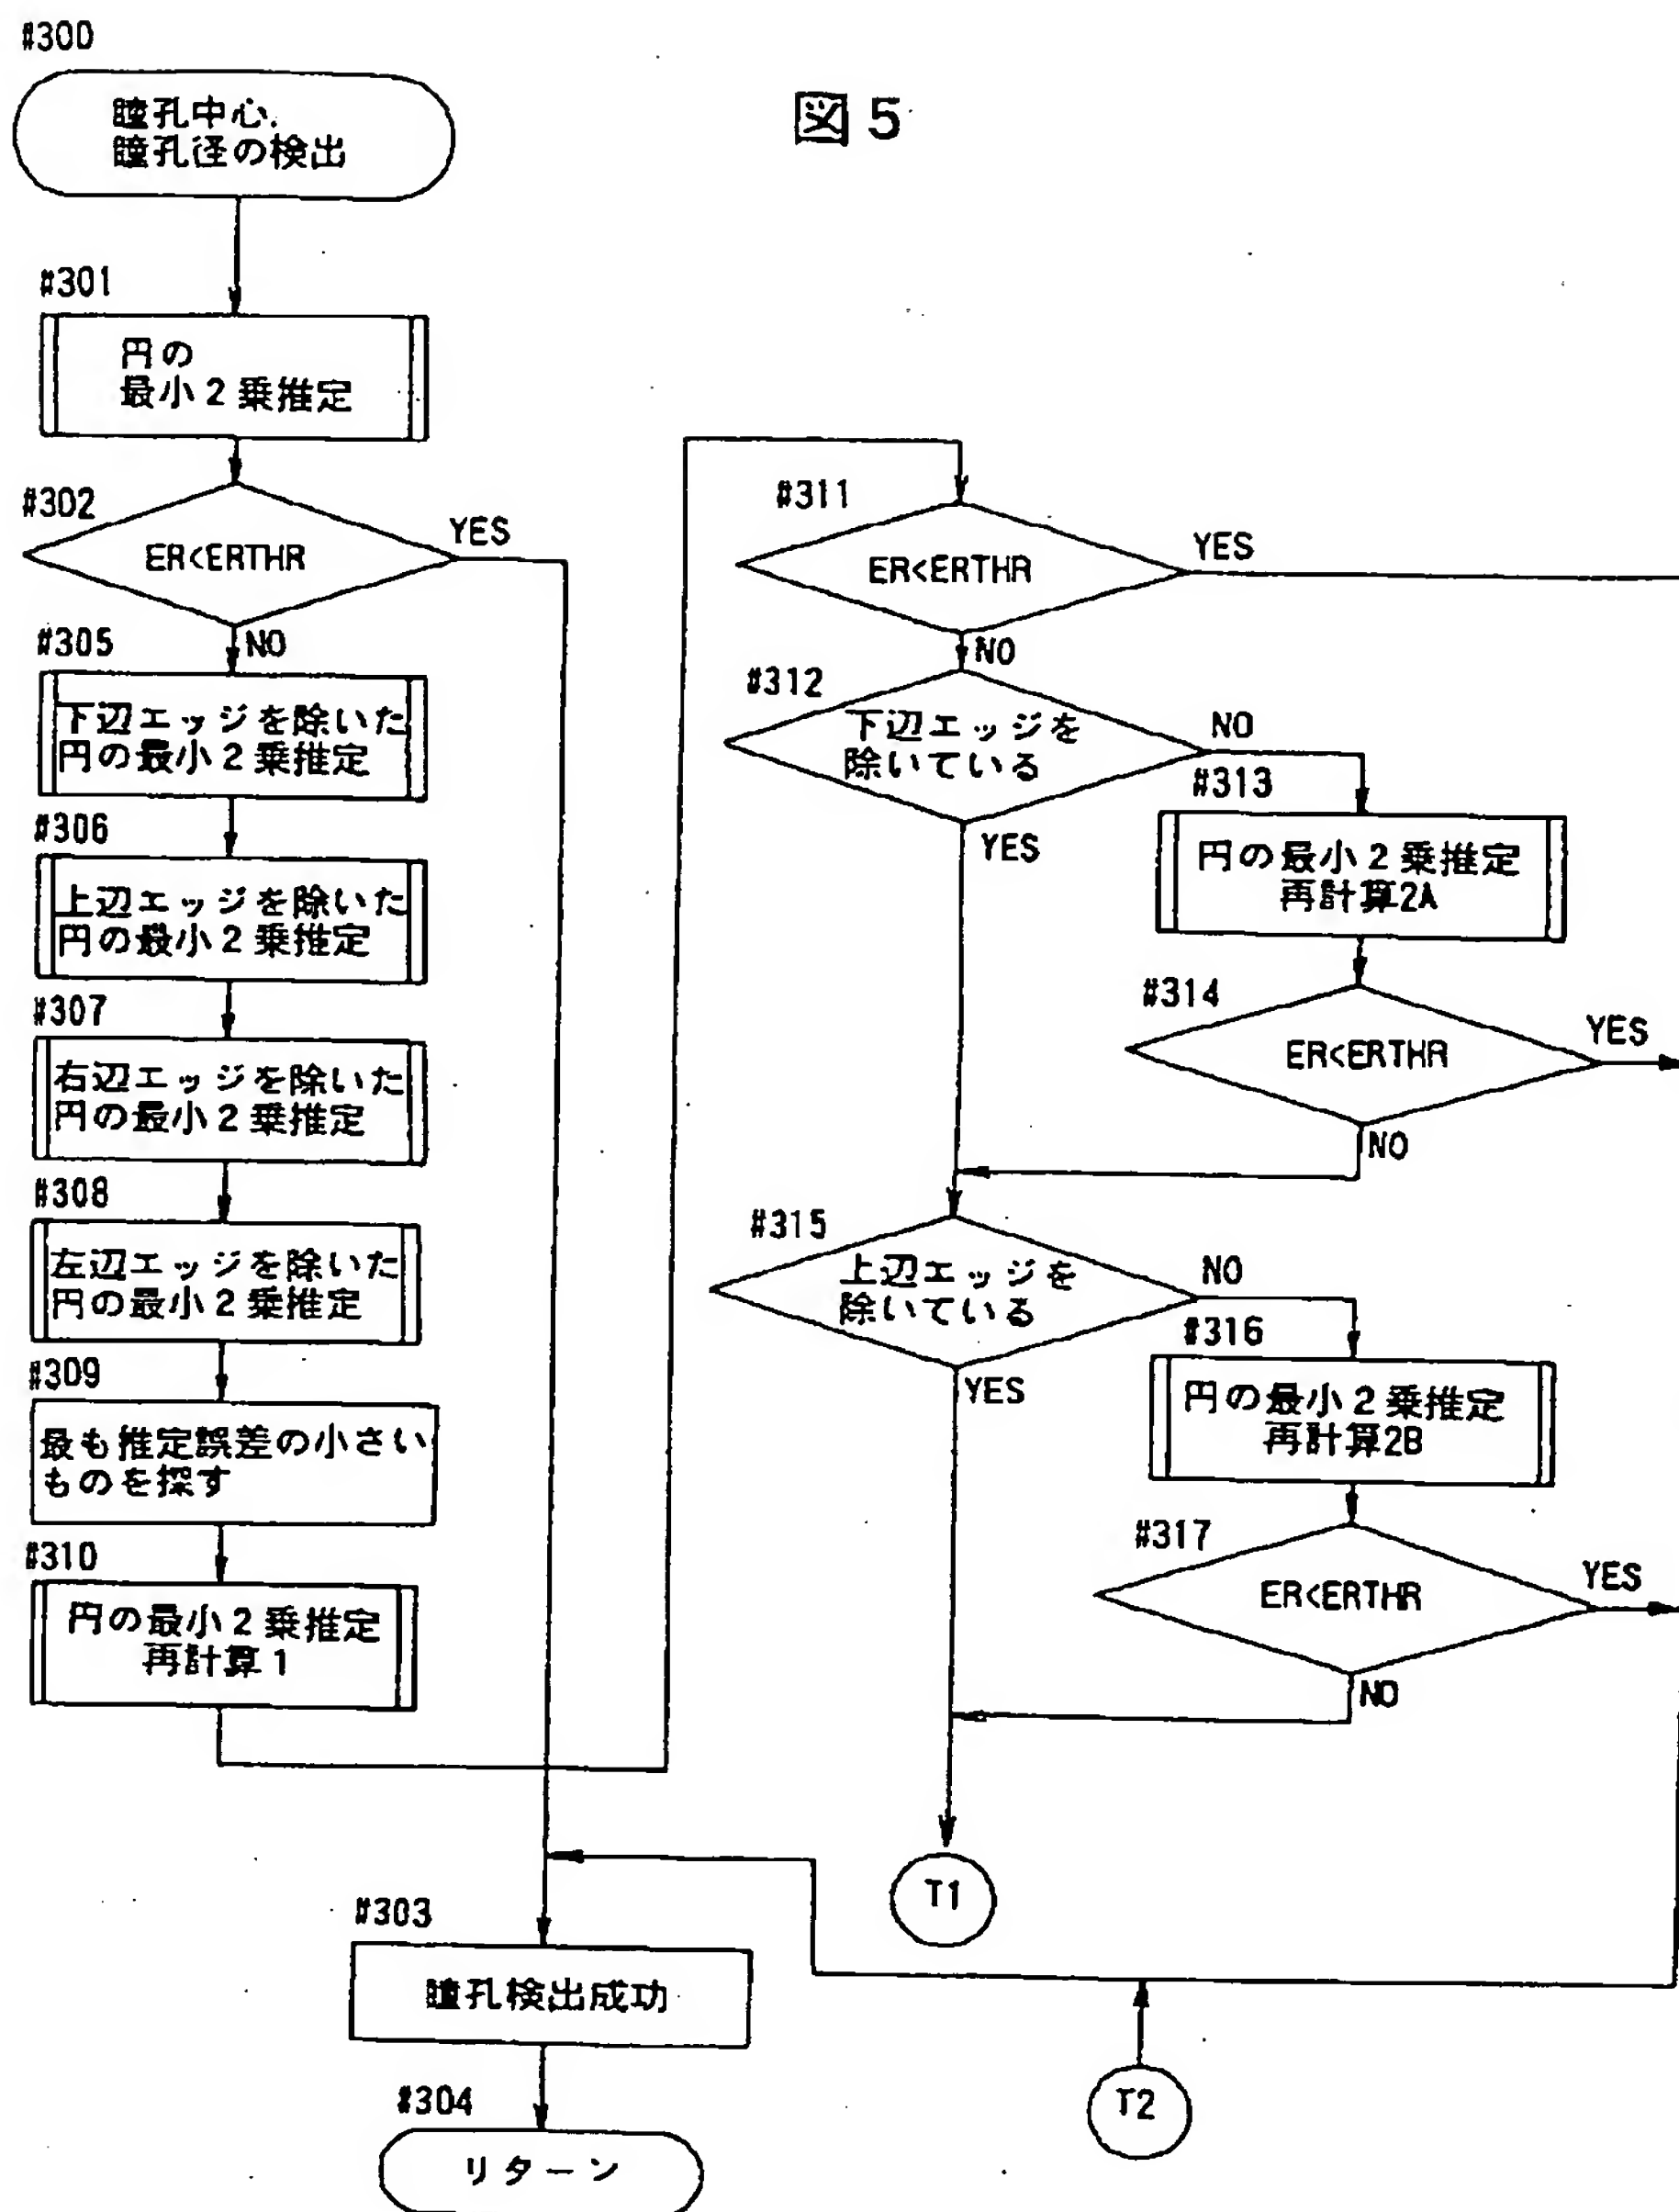 #300
瞳孔中心,
瞳孔径の検出
図 5
#301
円の
最小2乗推定
#302
ER<ERTHR
YES
NO
#305
下辺エッジを除いた
円の最小2乗推定
#306
上辺エッジを除いた
円の最小2乗推定
#307
右辺エッジを除いた
円の最小2乗推定
#308
左辺エッジを除いた
円の最小2乗推定
#309
最も推定誤差の小さい
ものを探す
#310
円の最小2乗推定
再計算1
#311
ER<ERTHR
YES
NO
#312
下辺エッジを
除いている
NO
YES
#313
円の最小2乗推定
再計算2A
#314
ER<ERTHR
YES
NO
#315
上辺エッジを
除いている
NO
YES
#316
円の最小2乗推定
再計算2B
#317
ER<ERTHR
YES
NO
T1
#303
瞳孔検出成功
T2
#304
リターン